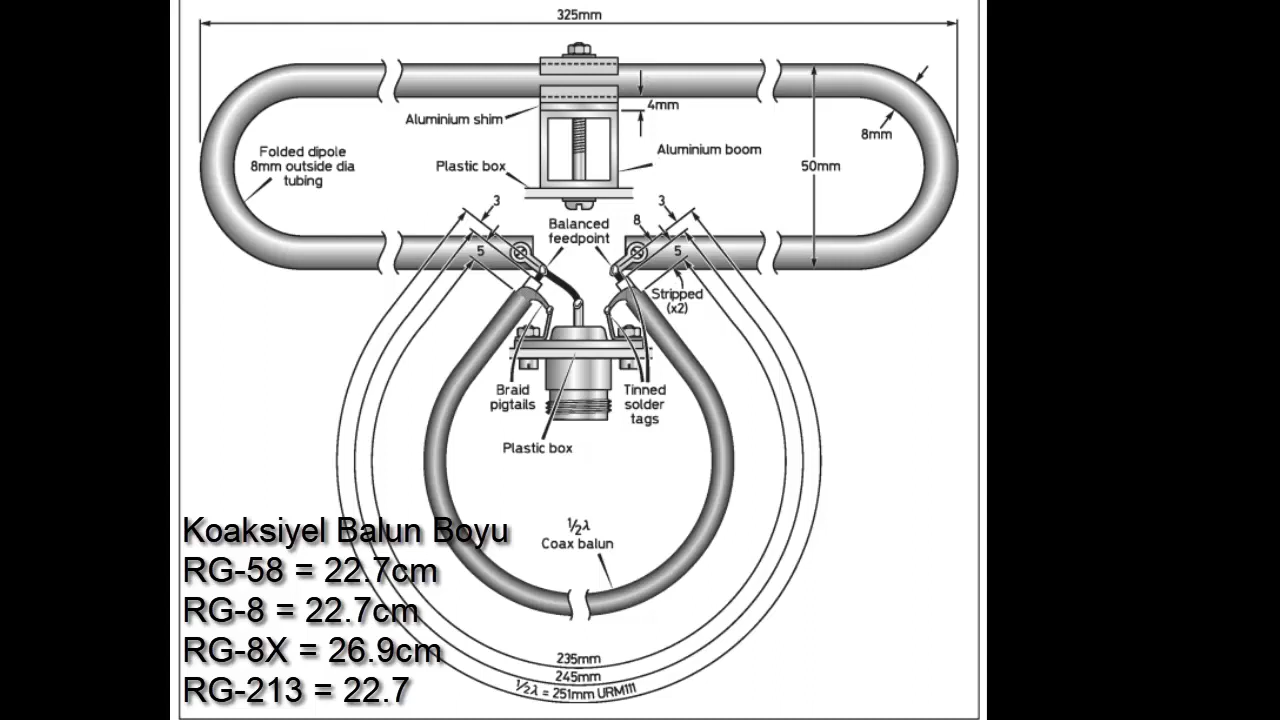 325mm
4mm
Aluminium shim
8mm
Folded dipole
8mm outside dia
tubing
Aluminium boom
Plastic box
50mm
3
3
8
Balanced
feedpoint
5
5
Stripped
(x2)
Braid
pigtails
Tinned
solder
tags
Plastic box
½λ
Coax balun
Koaksiyel Balun Boyu
RG-58 = 22.7cm
RG-8 = 22.7cm
RG-8X = 26.9cm
RG-213 = 22.7
235mm
245mm
½λ = 251mm URM111